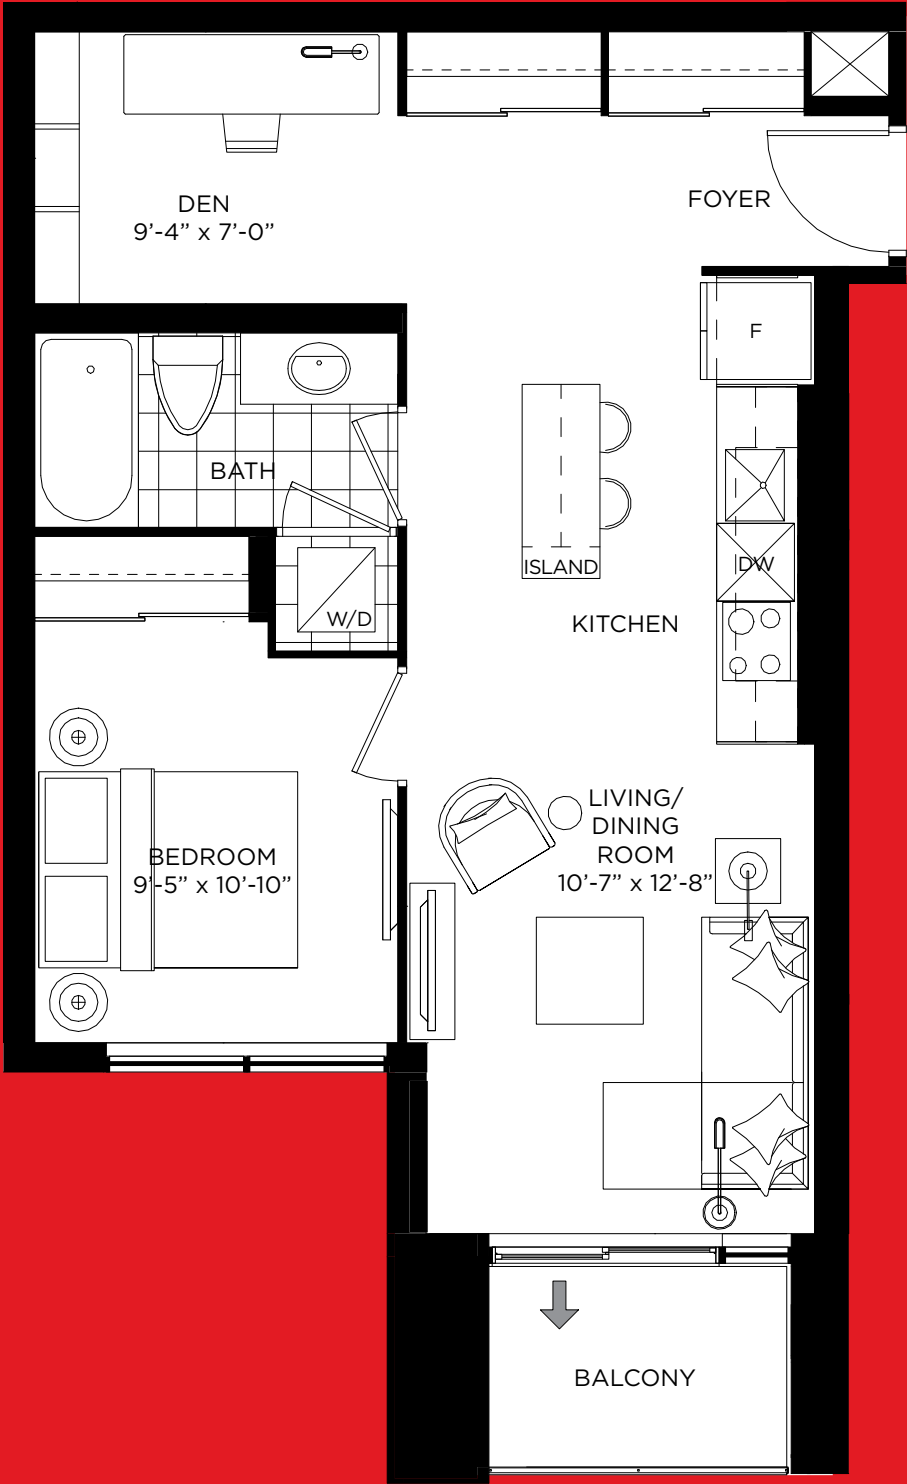 DEN
9’-4” x 7’-0”
FOYER
F
BATH
ISLAND
DW
W/D
KITCHEN
LIVING/
DINING
ROOM
10’-7” x 12’-8”
BEDROOM
9’-5” x 10’-10”
BALCONY